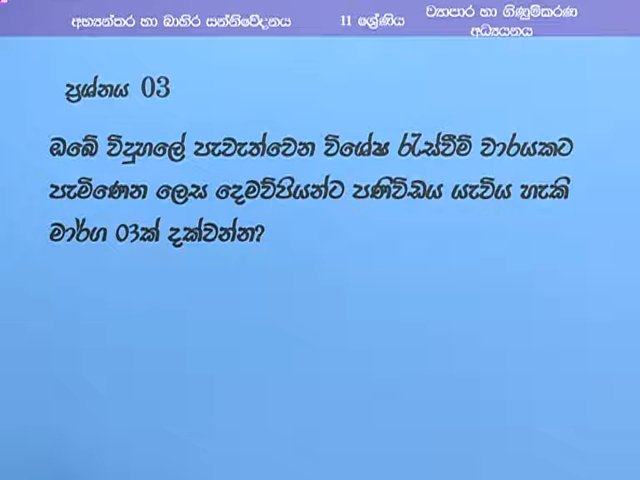 අභ්‍යන්තර හා බාහිර සන්නිවේදනය
11 ශ්‍රේණිය
ව්‍යාපාර හා ගිණුම්කරණ
අධ්‍යයනය
ප්‍රශ්නය 03
ඔබේ විදුහලේ පැවැත්වෙන විශේෂ රැස්වීම් වාරයකට
පැමිණෙන ලෙස දෙමව්පියන්ට පණිවිඩය යැවිය හැකි
මාර්ග 03ක් දක්වන්න?